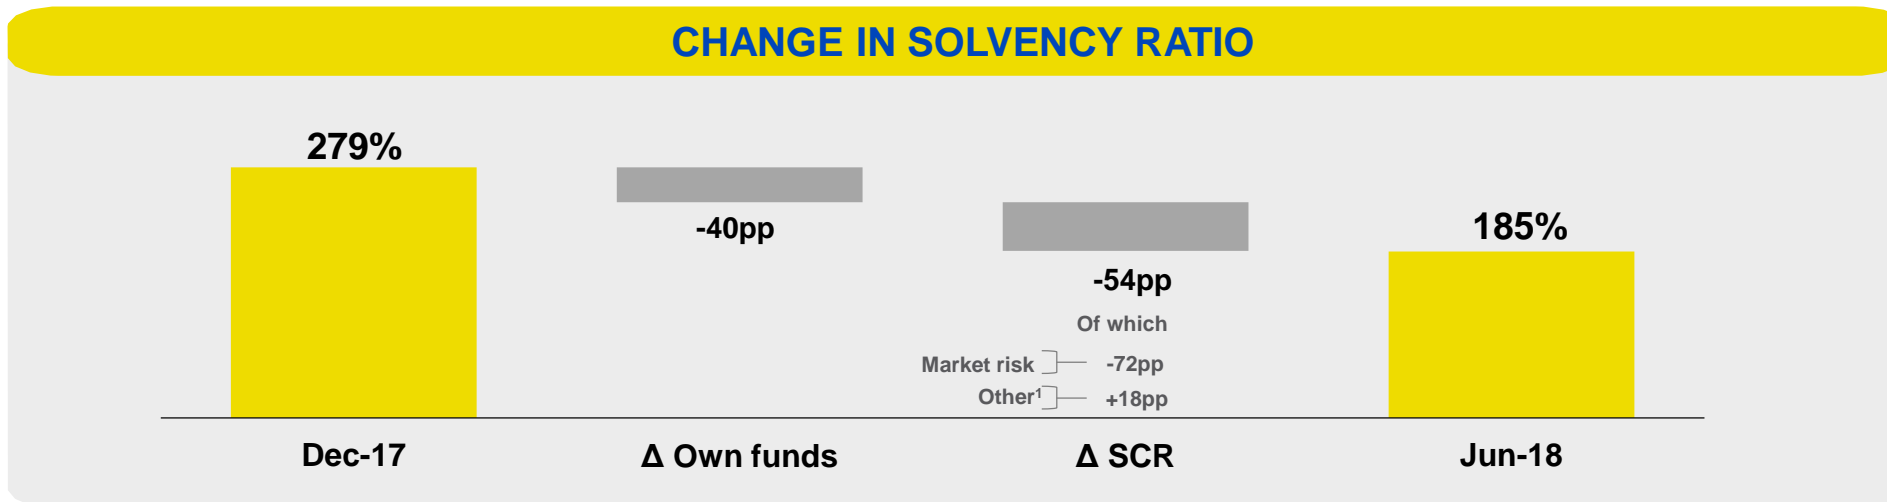 CHANGE IN SOLVENCY RATIO
279%
-40pp
185%
-54pp
Of which
Market risk -72pp
Other¹ +18pp
Dec-17 Δ Own funds Δ SCR Jun-18